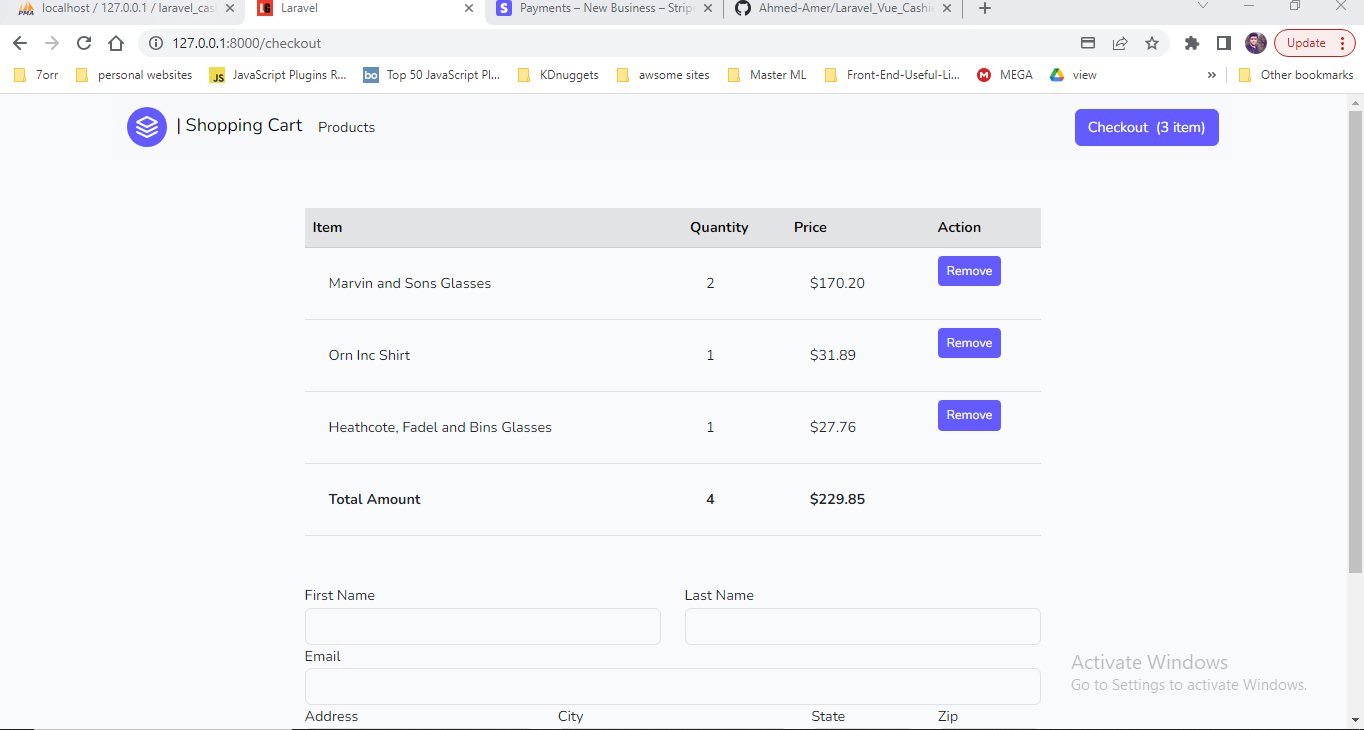 localhost / 127.0.0.1 / laravel_cas
Laravel
Payments – New Business – Strip
Ahmed-Amer/Laravel_Vue_Cashi
127.0.0.1:8000/checkout
Update
7orr
personal websites
JS
JavaScript Plugins R...
bo
Top 50 JavaScript Pl...
KDnuggets
awsome sites
Master ML
Front-End-Useful-Li...
M
MEGA
view
»
Other bookmarks
| Shopping Cart
Products
Checkout (3 item)
Item Quantity Price Action
Marvin and Sons Glasses 2 $170.20 Remove
Orn Inc Shirt 1 $31.89 Remove
Heathcote, Fadel and Bins Glasses 1 $27.76 Remove
Total Amount 4 $229.85
First Name Last Name
Email
Address City State Zip
Activate Windows
Go to Settings to activate Windows.